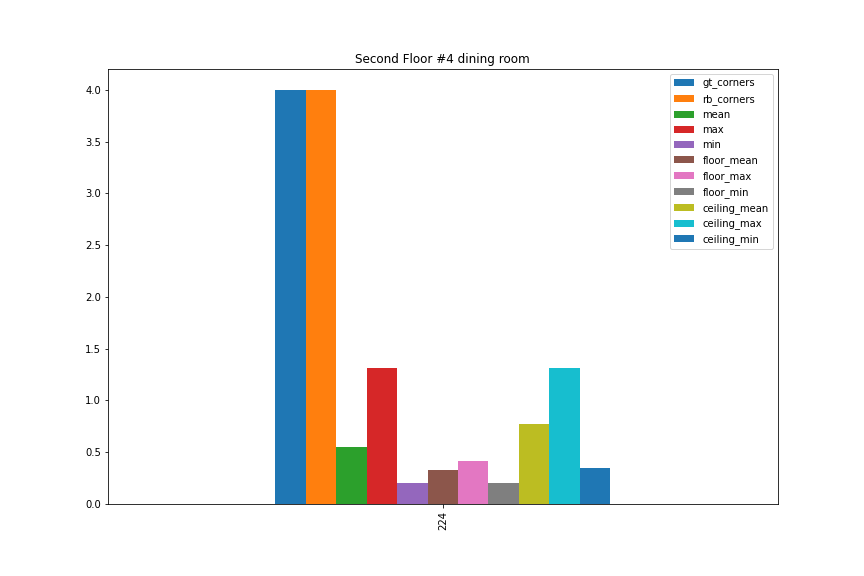 Second Floor #4 dining room
4.0
3.5
3.0
2.5
2.0
1.5
1.0
0.5
0.0
224
gt_corners
rb_corners
mean
max
min
floor_mean
floor_max
floor_min
ceiling_mean
ceiling_max
ceiling_min